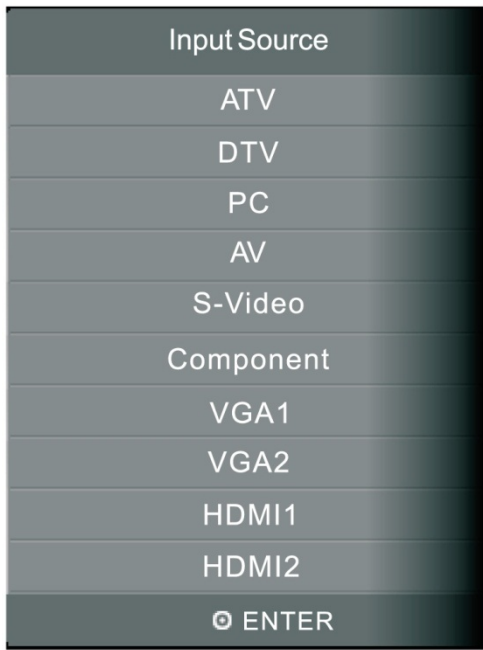 Input Source
ATV
DTV
PC
AV
S-Video
Component
VGA1
VGA2
HDMI1
HDMI2
ENTER